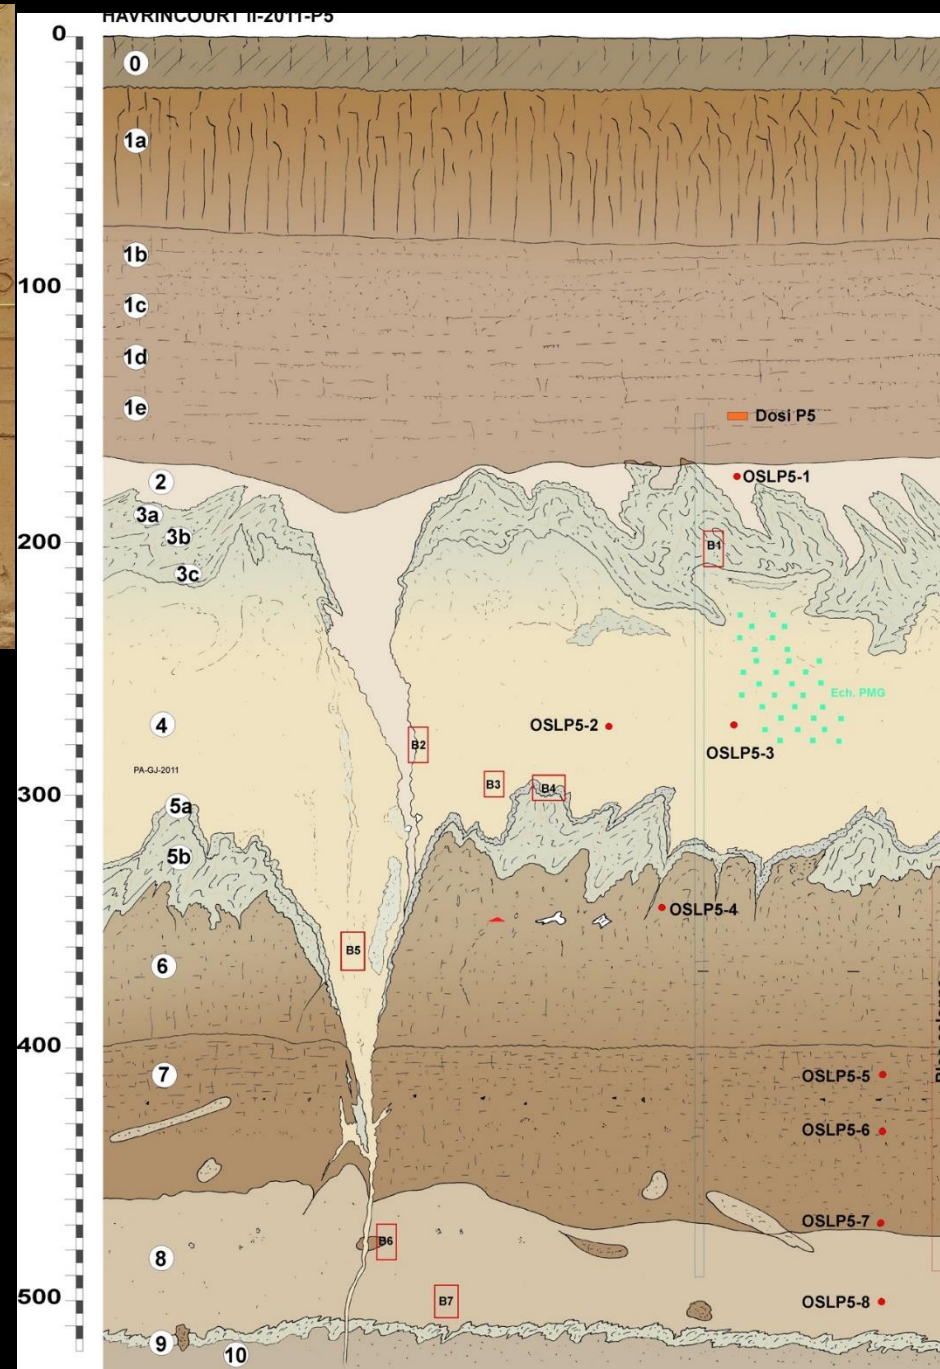 HAVRINCOURT II-2011-P5
0
0
1a
1b
100
1c
1d
1e
Dosi P5
2
OSLP5-1
3a
3b
200
B1
3c
Ech. PMG
4
B2
OSLP5-2
OSLP5-3
PA-GJ-2011
B3
B4
300
5a
5b
OSLP5-4
B5
6
400
7
OSLP5-5
OSLP5-6
OSLP5-7
B6
8
500
B7
OSLP5-8
9
10